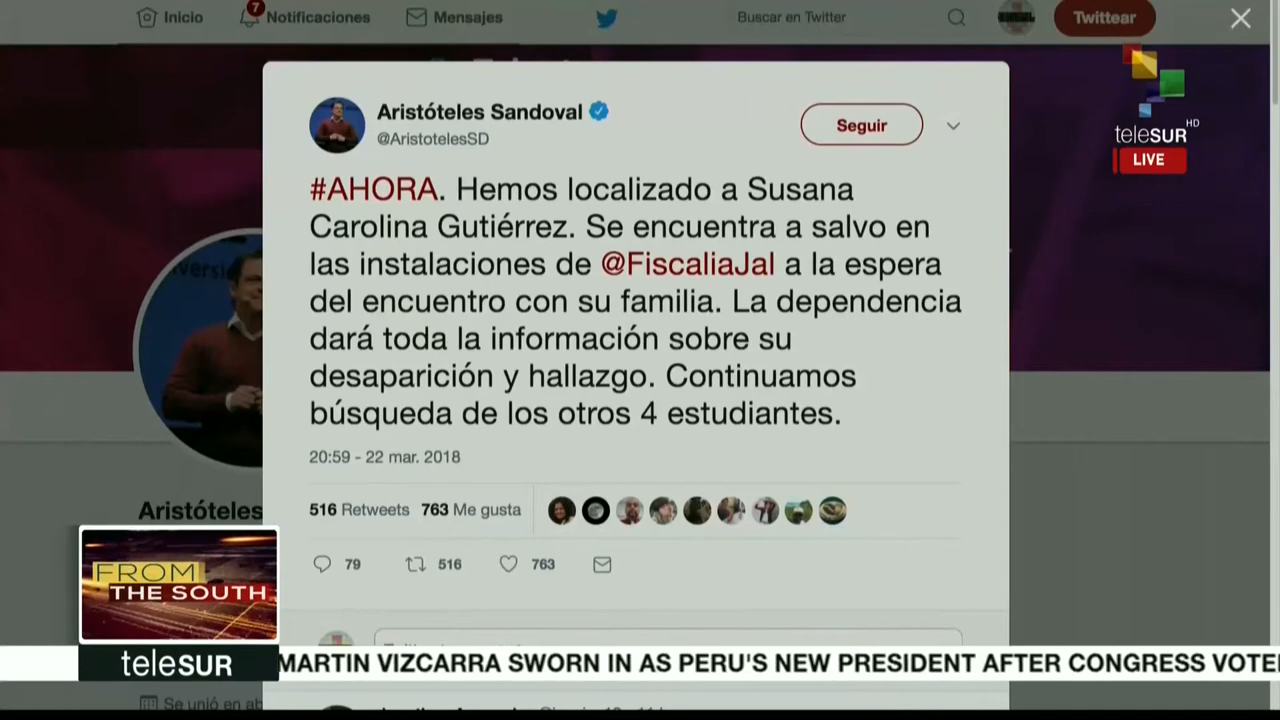 Inicio
7
Notificaciones
Mensajes
Buscar en Twitter
Twittear
Aristóteles Sandoval
@AristotelesSD
Seguir
teleSUR HD
LIVE
#AHORA. Hemos localizado a Susana
Carolina Gutiérrez. Se encuentra a salvo en
las instalaciones de @FiscaliaJal a la espera
del encuentro con su familia. La dependencia
dará toda la información sobre su
desaparición y hallazgo. Continuamos
búsqueda de los otros 4 estudiantes.
20:59 - 22 mar. 2018
516 Retweets 763 Me gusta
79 516 763
Aristóteles
FROM
THE SOUTH
teleSUR
MARTIN VIZCARRA SWORN IN AS PERU'S NEW PRESIDENT AFTER CONGRESS VOTE
Se unió en